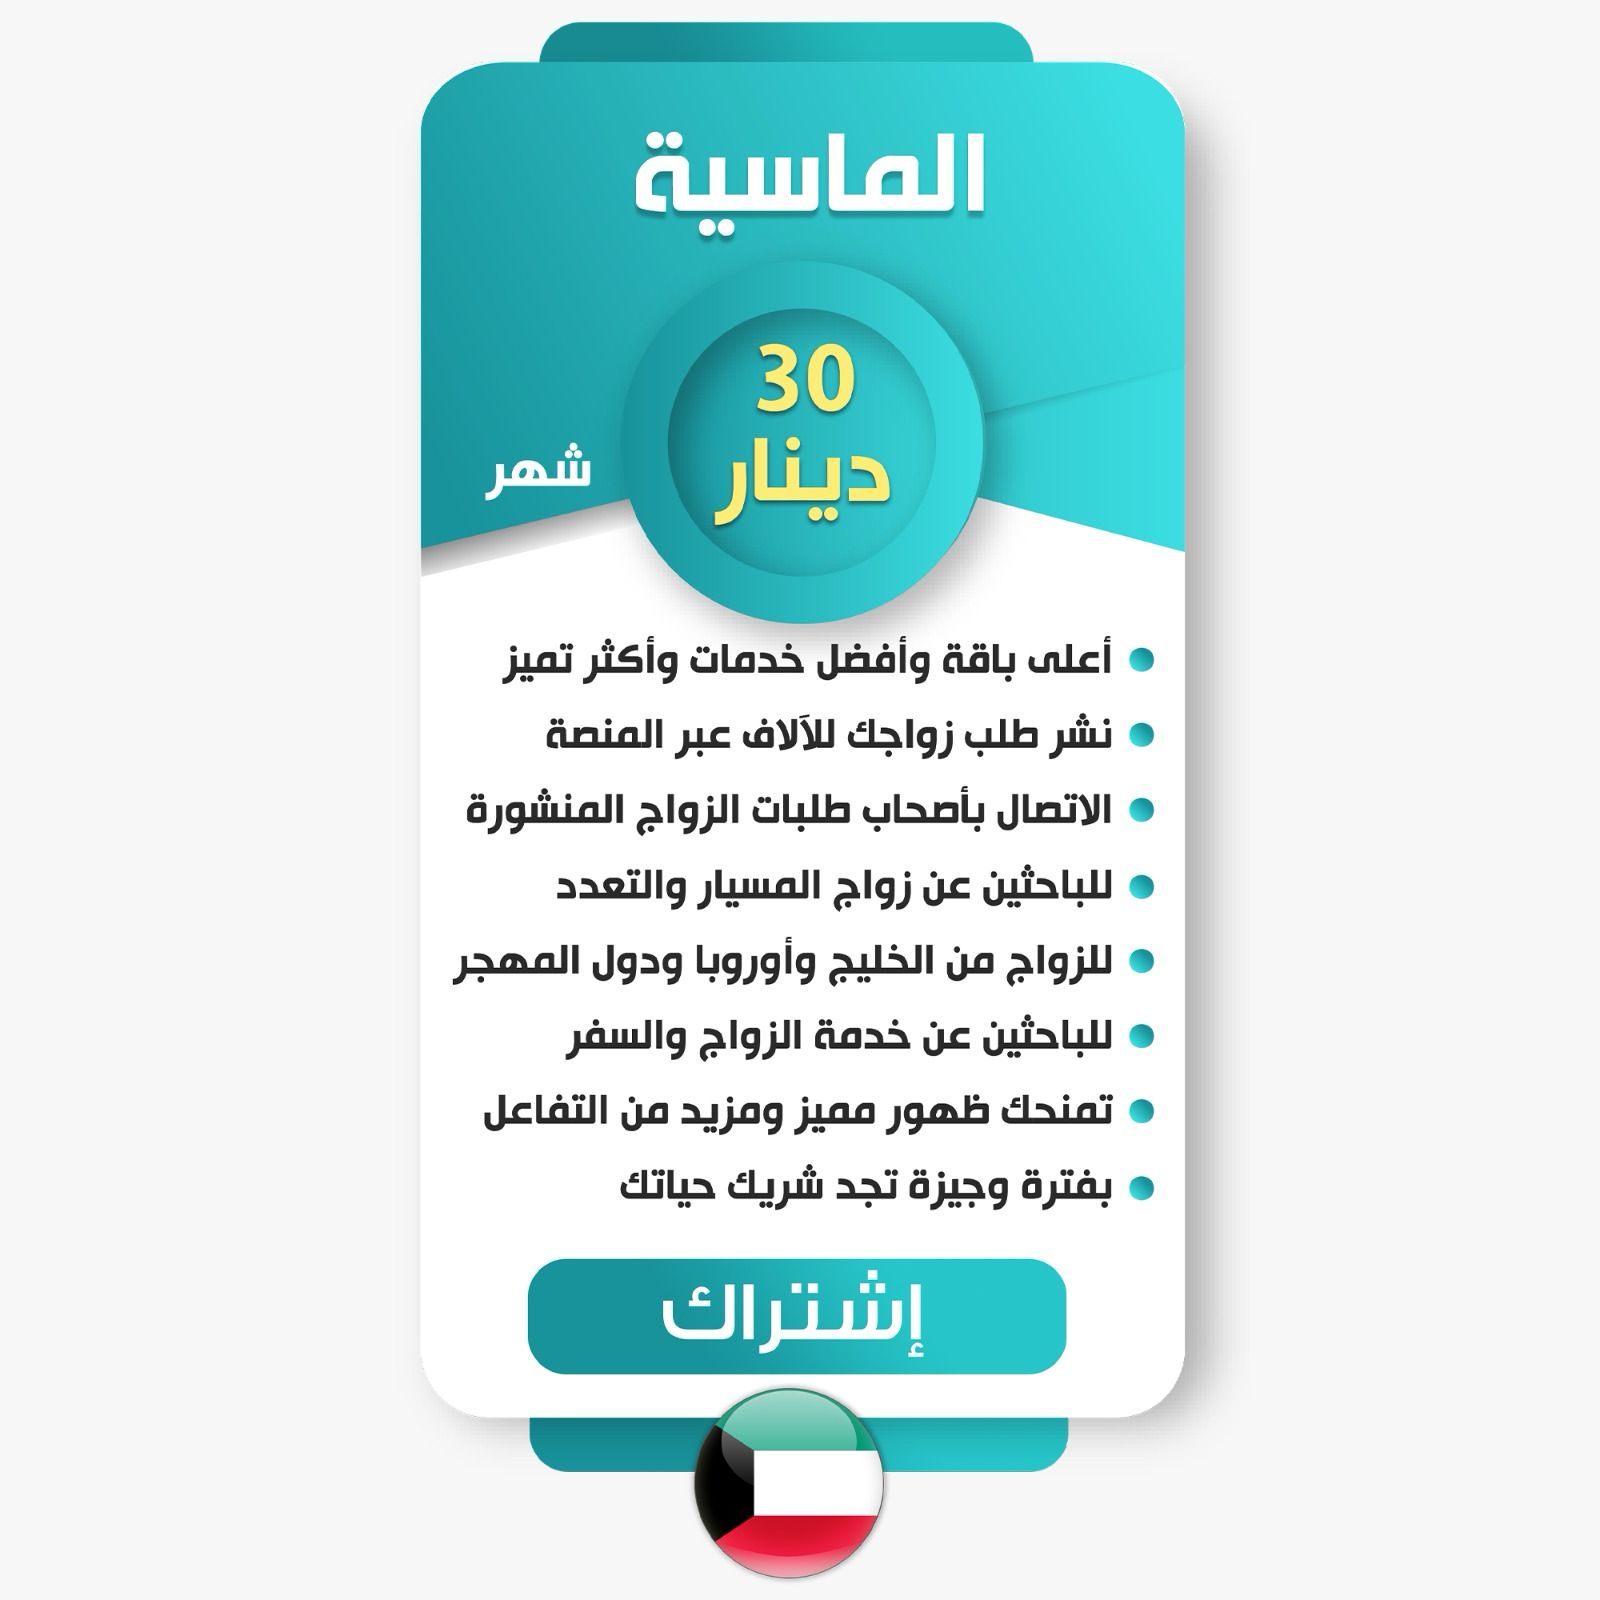 الماسية
30
دينار
شهر
أعلى باقة وأفضل خدمات وأكثر تميز
نشر طلب زواجك للآلاف عبر المنصة
الاتصال بأصحاب طلبات الزواج المنشورة
للباحثين عن زواج المسيار والتعدد
للزواج من الخليج وأوروبا ودول المهجر
للباحثين عن خدمة الزواج والسفر
تمنحك ظهور مميز ومزيد من التفاعل
بفترة وجيزة تجد شريك حياتك
إشتراك